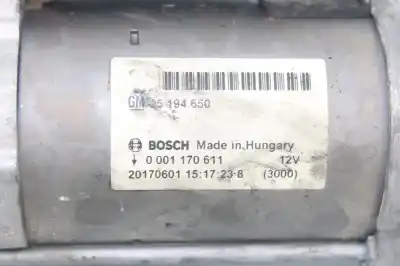 GM 25 194 650
BOSCH Made in Hungary
0 001 170 611 12V
20170601 15:17:23-8 (3000)